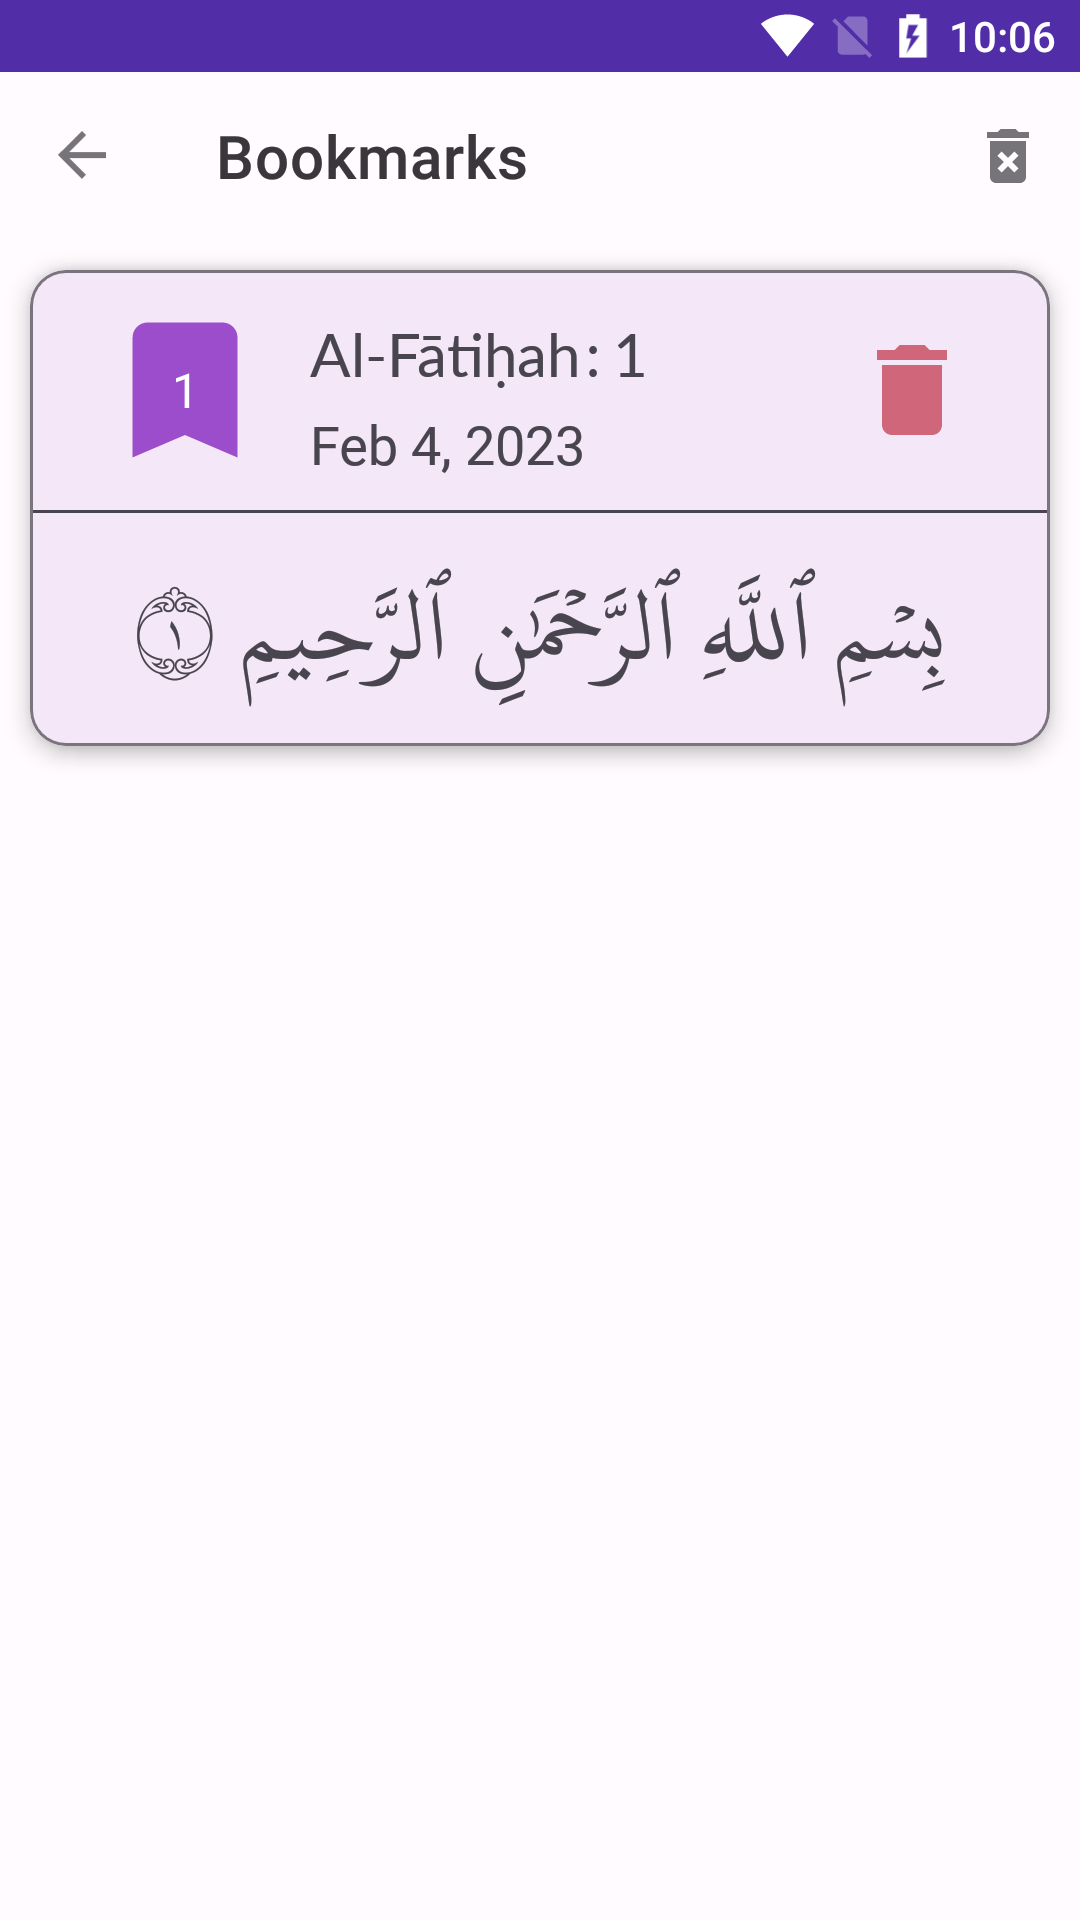 10:06
Bookmarks
1
Al-Fātiḥah: 1
Feb 4, 2023
بِسۡمِ ٱللَّهِ ٱلرَّحۡمَٰنِ ٱلرَّحِيمِ ١